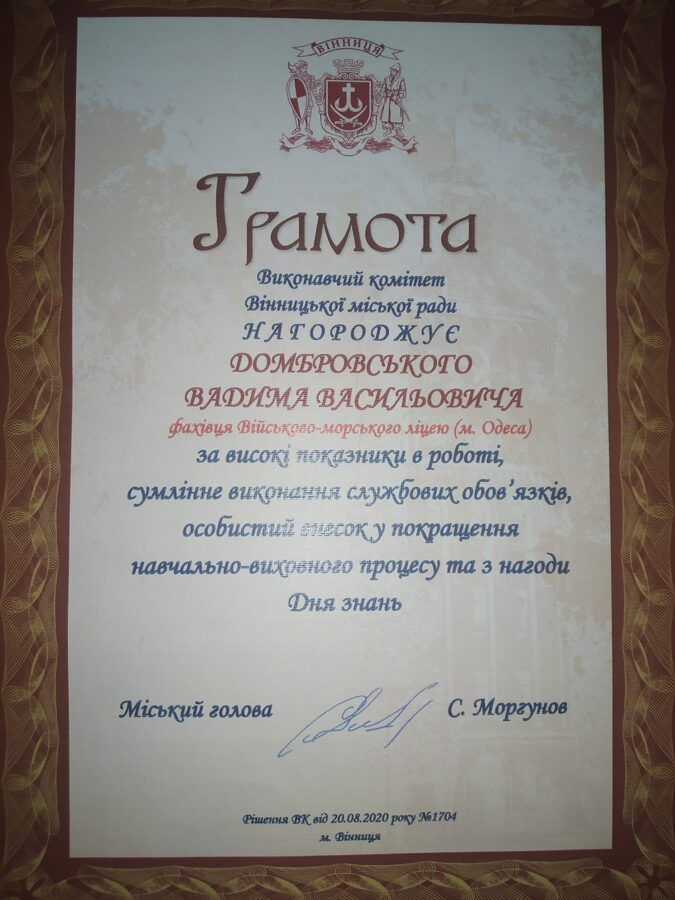 ВІННИЦЯ
Грамота
Виконавчий комітет
Вінницької міської ради
НАГОРОДЖУЄ
ДОМБРОВСЬКОГО
ВАДИМА ВАСИЛЬОВИЧА
фахівця Військово-морського ліцею (м. Одеса)
за високі показники в роботі,
сумлінне виконання службових обов’язків,
особистий внесок у покращення
навчально-виховного процесу та з нагоди
Дня знань
Міський голова С. Моргунов
Рішення ВК від 20.08.2020 року №1704
м. Вінниця